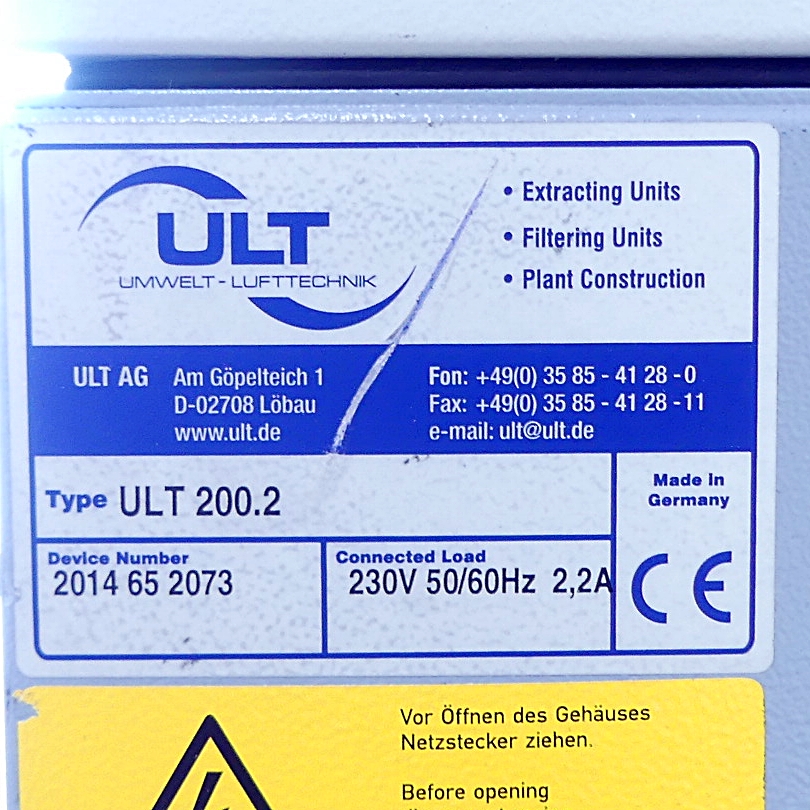 ULT
UMWELT-LUFTTECHNIK
• Extracting Units
• Filtering Units
• Plant Construction
ULT AG Am Göpelteich 1
D-02708 Löbau
www.ult.de
Fon: +49(0) 35 85 - 41 28 -0
Fax: +49(0) 35 85 - 41 28 -11
e-mail: ult@ult.de
Type ULT 200.2
Made in
Germany
CE
Device Number
2014 65 2073
Connected Load
230V 50/60Hz 2,2A
Vor Öffnen des Gehäuses
Netzstecker ziehen.
Before opening